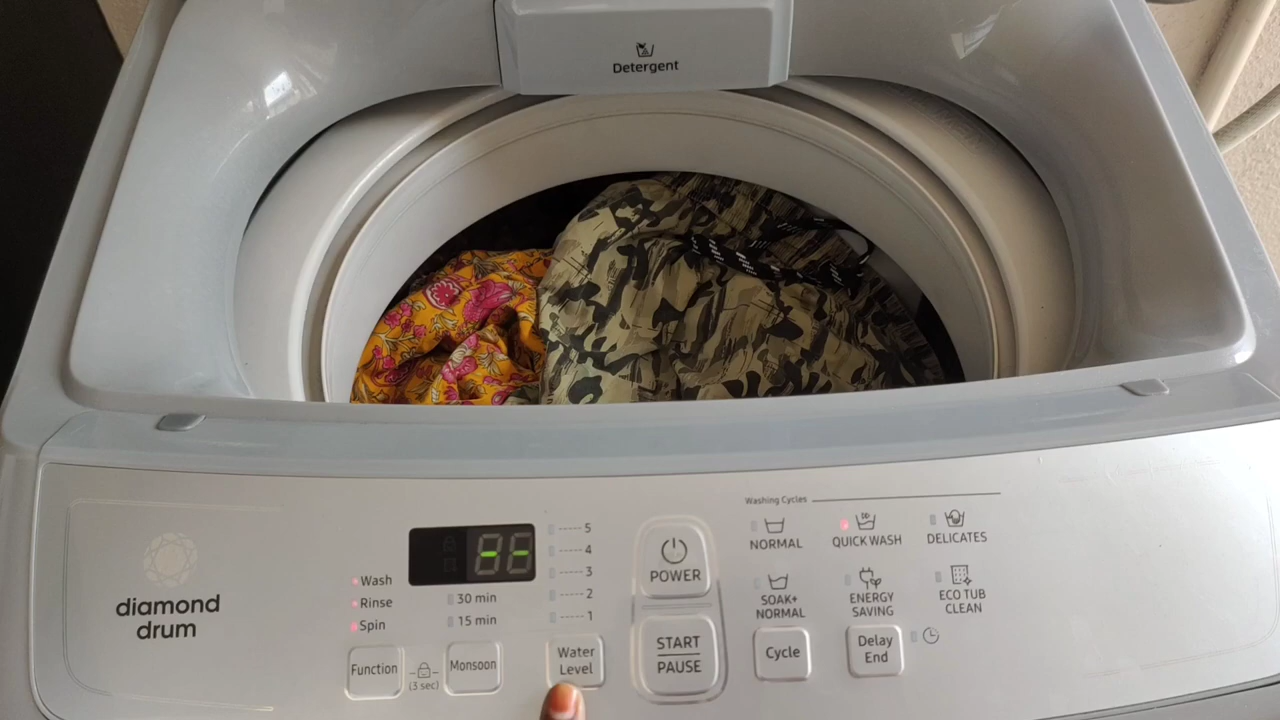 Detergent
Washing Cycles
NORMAL
QUICK WASH
DELICATES
SOAK+
NORMAL
ENERGY
SAVING
ECO TUB
CLEAN
Cycle
Delay
End
POWER
START
PAUSE
5
4
3
2
1
Water
Level
--
30 min
15 min
Monsoon
Wash
Rinse
Spin
Function
(3 sec)
diamond
drum